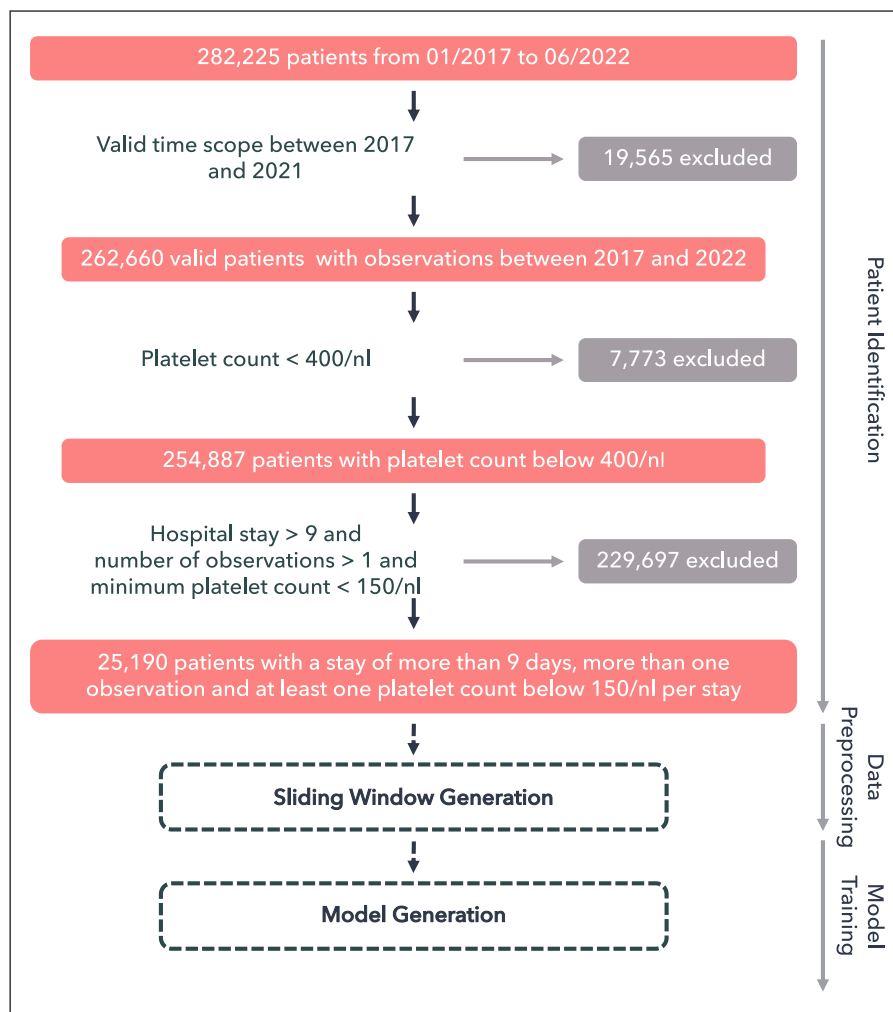 282,225 patients from 01/2017 to 06/2022
Valid time scope between 2017
and 2021
19,565 excluded
262,660 valid patients with observations between 2017 and 2022
Platelet count < 400/nl
7,773 excluded
254,887 patients with platelet count below 400/nl
Hospital stay > 9 and
number of observations > 1 and
minimum platelet count < 150/nl
229,697 excluded
25,190 patients with a stay of more than 9 days, more than one
observation and at least one platelet count below 150/nl per stay
Sliding Window Generation
Model Generation
Patient Identification
Data
Preprocessing
Model
Training